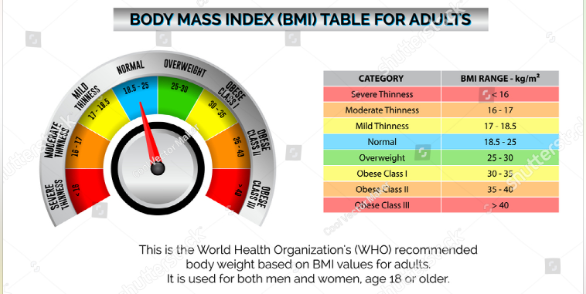 BODY MASS INDEX (BMI) TABLE FOR ADULTS
SEVERE THINNESS
MODERATE THINNESS
MILD THINNESS
NORMAL
OVERWEIGHT
OBESE CLASS I
OBESE CLASS II
OBESE CLASS III
16 - 17
17 - 18.5
18.5 - 25
25-30
30 - 35
CATEGORY BMI RANGE - kg/m²
Severe Thinness < 16
Moderate Thinness 16 - 17
Mild Thinness 17 - 18.5
Normal 18.5 - 25
Overweight 25 - 30
Obese Class I 30 - 35
Obese Class II 35 - 40
Obese Class III > 40
This is the World Health Organization's (WHO) recommended
body weight based on BMI values for adults.
It is used for both men and women, age 18 or older.